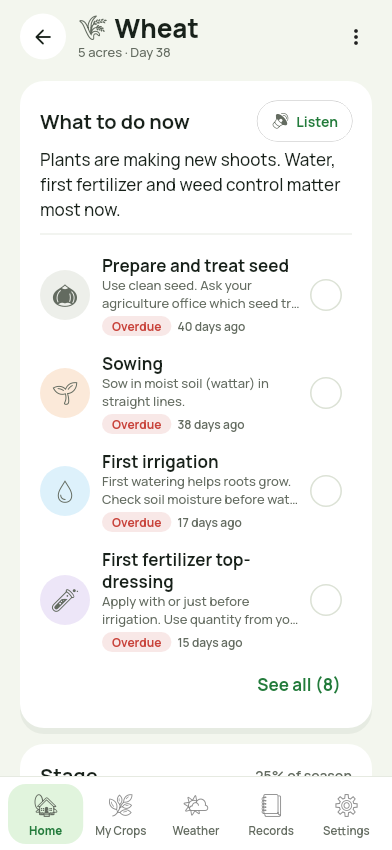 Wheat
5 acres · Day 38
What to do now
Listen
Plants are making new shoots. Water,
first fertilizer and weed control matter
most now.
Prepare and treat seed
Use clean seed. Ask your
agriculture office which seed tr…
Overdue 40 days ago
Sowing
Sow in moist soil (wattar) in
straight lines.
Overdue 38 days ago
First irrigation
First watering helps roots grow.
Check soil moisture before wat…
Overdue 17 days ago
First fertilizer top-
dressing
Apply with or just before
irrigation. Use quantity from yo…
Overdue 15 days ago
See all (8)
Stage 25% of season
Home My Crops Weather Records Settings